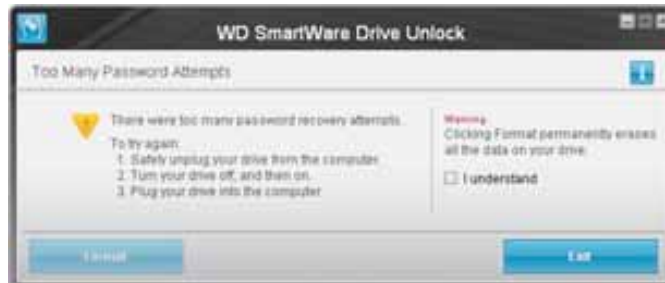 WD SmartWare Drive Unlock
Too Many Password Attempts
There were too many password recovery attempts.
To try again:
1. Safely unplug your drive from the computer.
2. Turn your drive off, and then on.
3. Plug your drive into the computer.
Warning
Clicking Format permanently erases
all the data on your drive.
I understand
Format
Exit